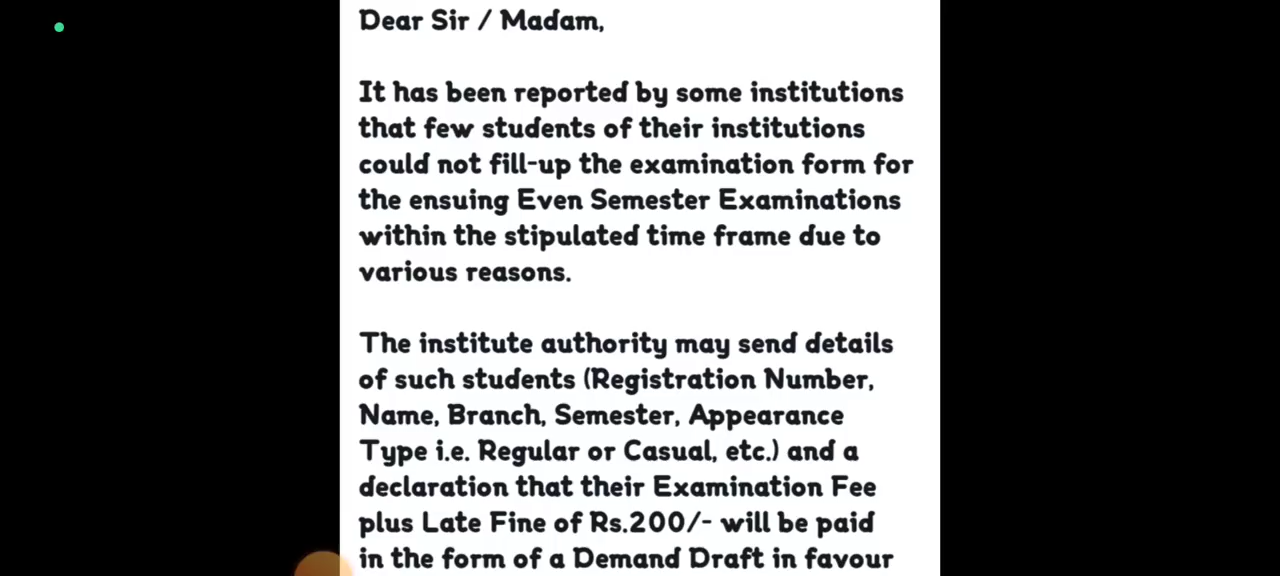 Dear Sir / Madam,
It has been reported by some institutions
that few students of their institutions
could not fill-up the examination form for
the ensuing Even Semester Examinations
within the stipulated time frame due to
various reasons.
The institute authority may send details
of such students (Registration Number,
Name, Branch, Semester, Appearance
Type i.e. Regular or Casual, etc.) and a
declaration that their Examination Fee
plus Late Fine of Rs.200/- will be paid
in the form of a Demand Draft in favour